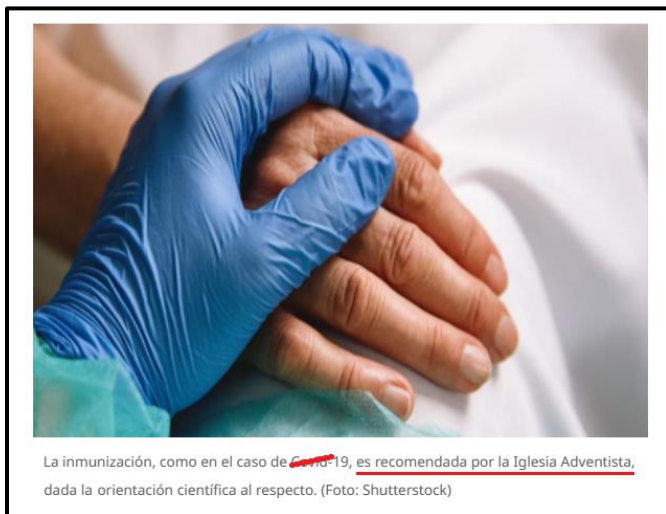 La inmunización, como en el caso de Covid-19, es recomendada por la Iglesia Adventista,
dada la orientación científica al respecto. (Foto: Shutterstock)